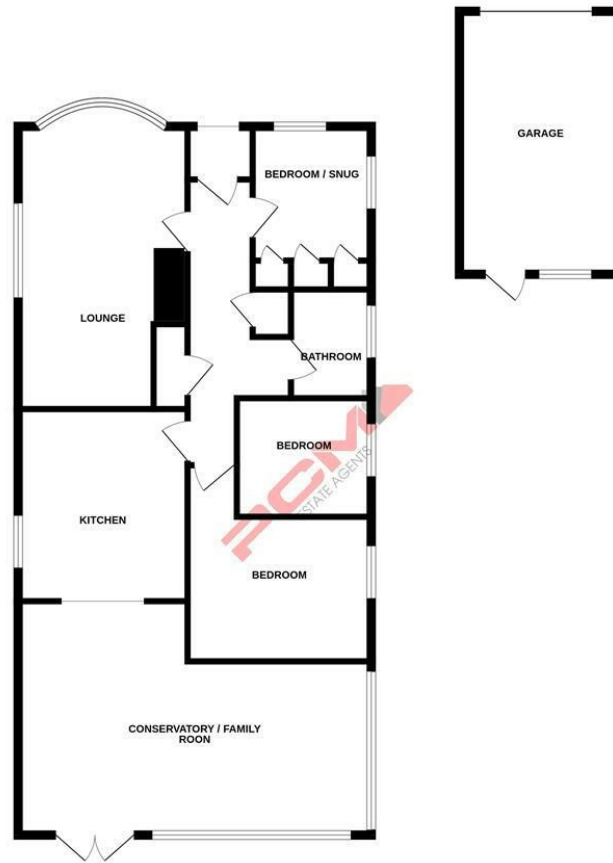 GARAGE
BEDROOM / SNUG
LOUNGE
BATHROOM
BEDROOM
KITCHEN
BEDROOM
PCM
ESTATE AGENTS
CONSERVATORY / FAMILY
ROON